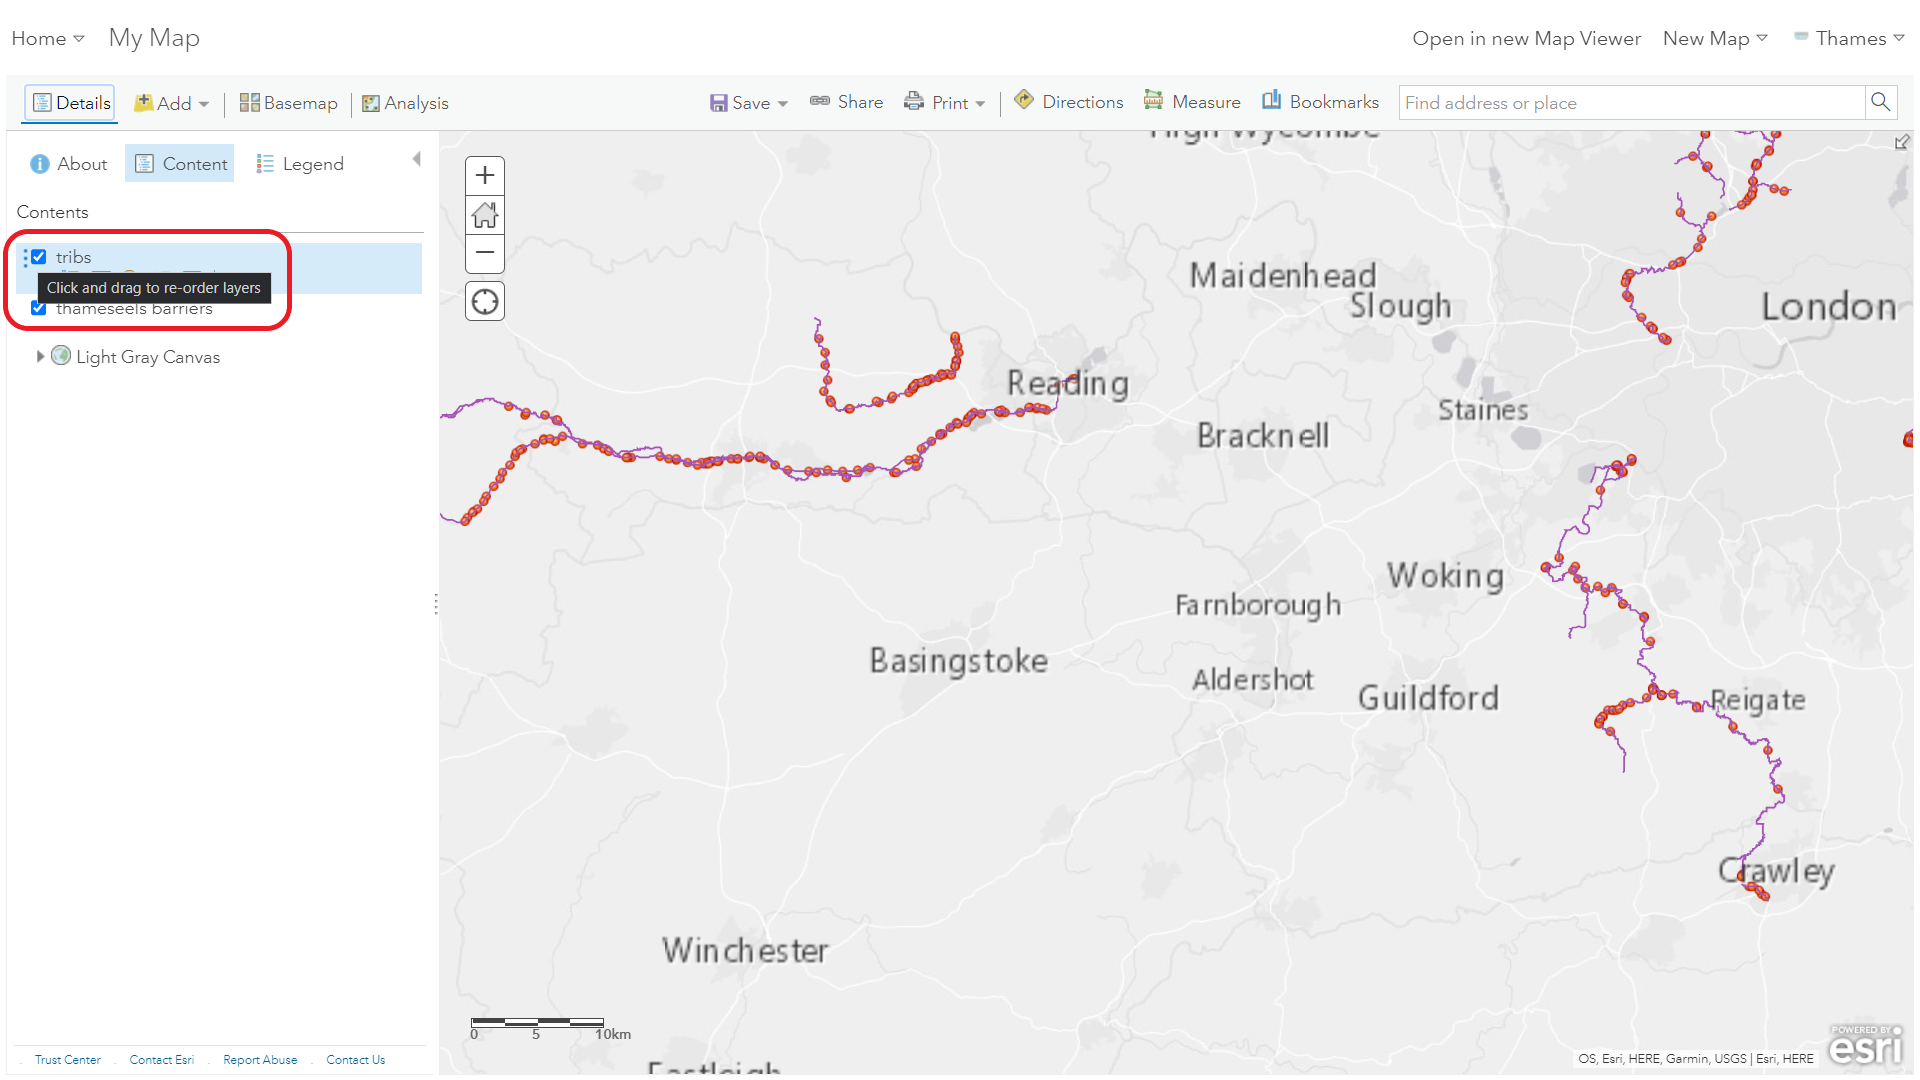 Home My Map Open in new Map Viewer New Map Thames
Details Add Basemap Analysis Save Share Print Directions Measure Bookmarks Find address or place
About Content Legend
Contents
tribs
Click and drag to re-order layers
thameseels barriers
Light Gray Canvas
High Wycombe
Maidenhead
Slough
London
Reading
Staines
Bracknell
Woking
Farnborough
Basingstoke
Aldershot
Guildford
Reigate
Crawley
Winchester
0 5 10km
Eastleigh
Trust Center Contact Esri Report Abuse Contact Us
OS, Esri, HERE, Garmin, USGS | Esri, HERE
POWERED BY
esri